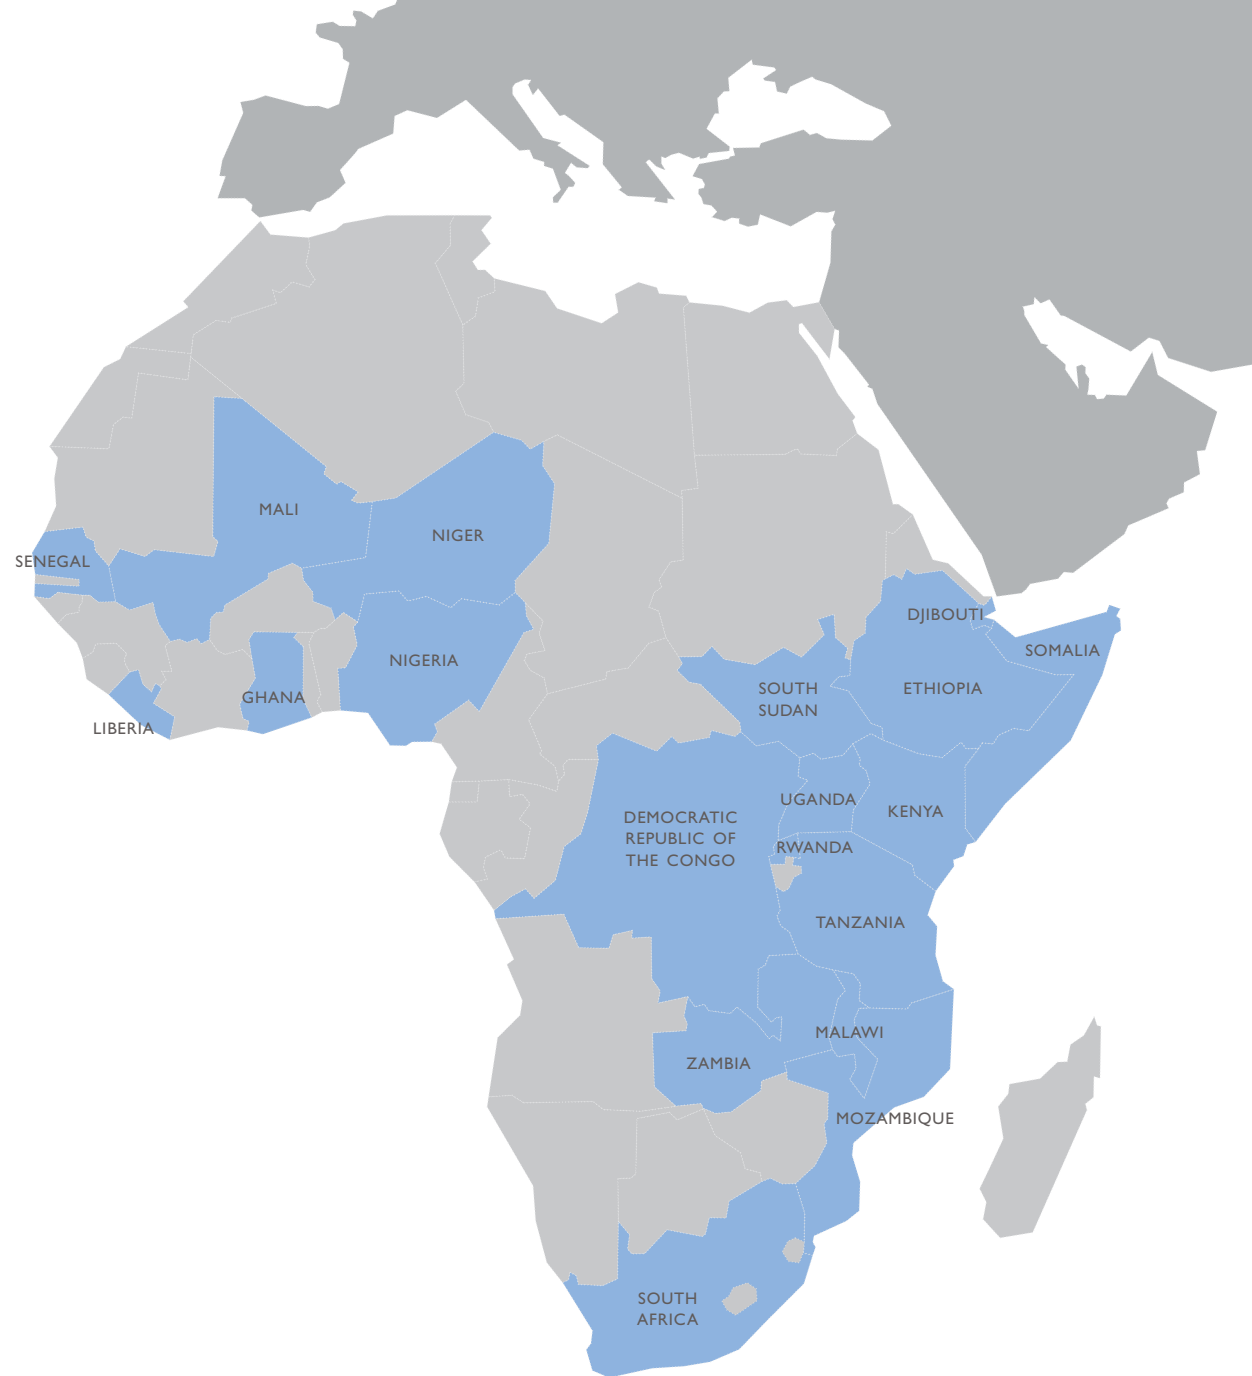 MALI
NIGER
SENEGAL
DJIBOUTI
SOMALIA
NIGERIA
GHANA
LIBERIA
SOUTH
SUDAN
ETHIOPIA
UGANDA
KENYA
DEMOCRATIC
REPUBLIC OF
THE CONGO
RWANDA
TANZANIA
MALAWI
ZAMBIA
MOZAMBIQUE
SOUTH
AFRICA